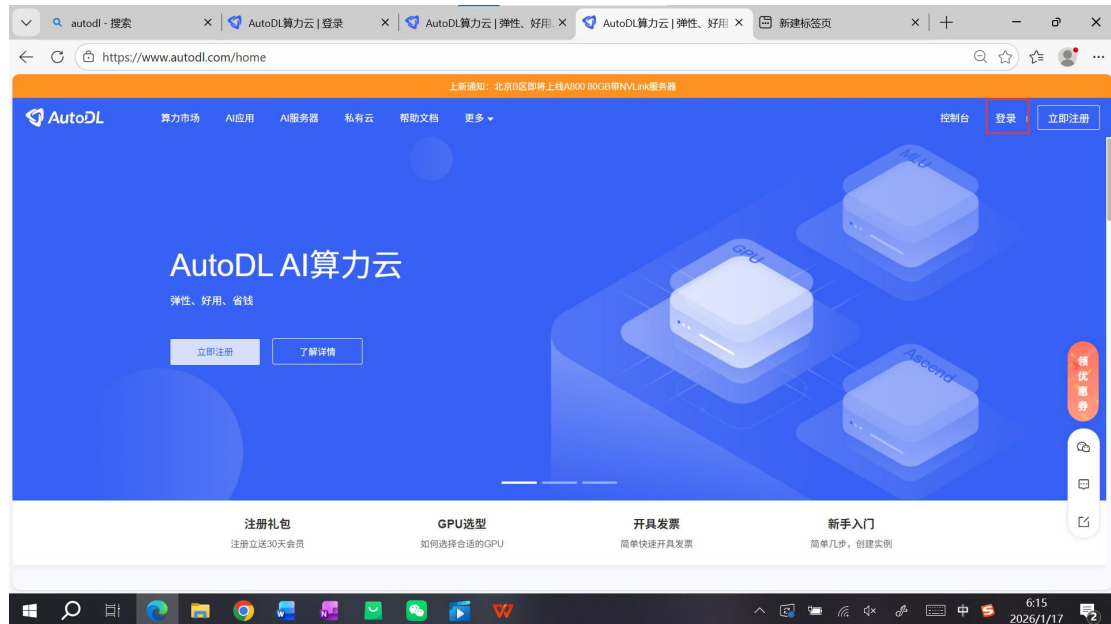 autodl - 搜索
AutoDL算力云 | 登录
AutoDL算力云 | 弹性、好用
AutoDL算力云 | 弹性、好用
新建标签页
https://www.autodl.com/home
上新通知：北京B区即将上线A800 80GB带NVLink服务器
AutoDL 算力市场 AI应用 AI服务器 私有云 帮助文档 更多 控制台 登录 立即注册
MLU
GPU
AutoDL AI算力云
弹性、好用、省钱
立即注册 了解详情
Ascend
领优惠券
注册礼包 GPU选型 开具发票 新手入门
注册立送30天会员 如何选择合适的GPU 简单快速开具发票 简单几步，创建实例
中
6:15
2026/1/17
2